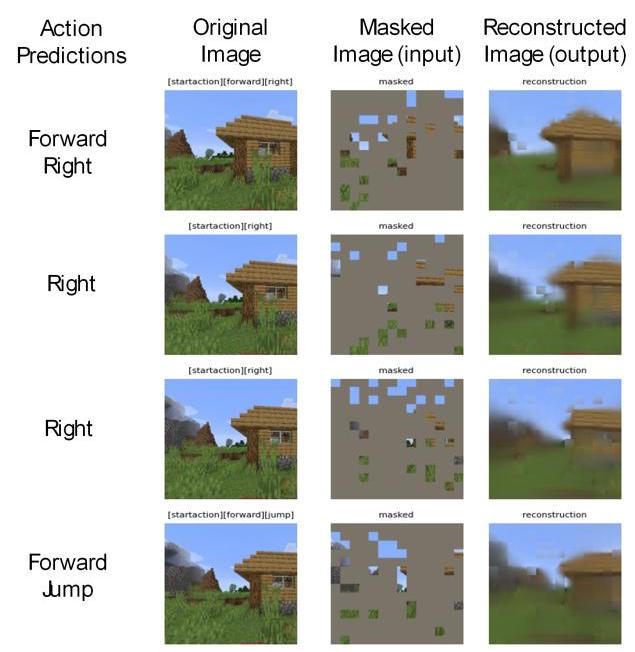 Action Predictions
Original Image
Masked Image (input)
Reconstructed Image (output)
[startaction][forward][right]
masked
reconstruction
Forward Right
[startaction][right]
masked
reconstruction
Right
[startaction][right]
masked
reconstruction
Right
[startaction][forward][jump]
masked
reconstruction
Forward Jump